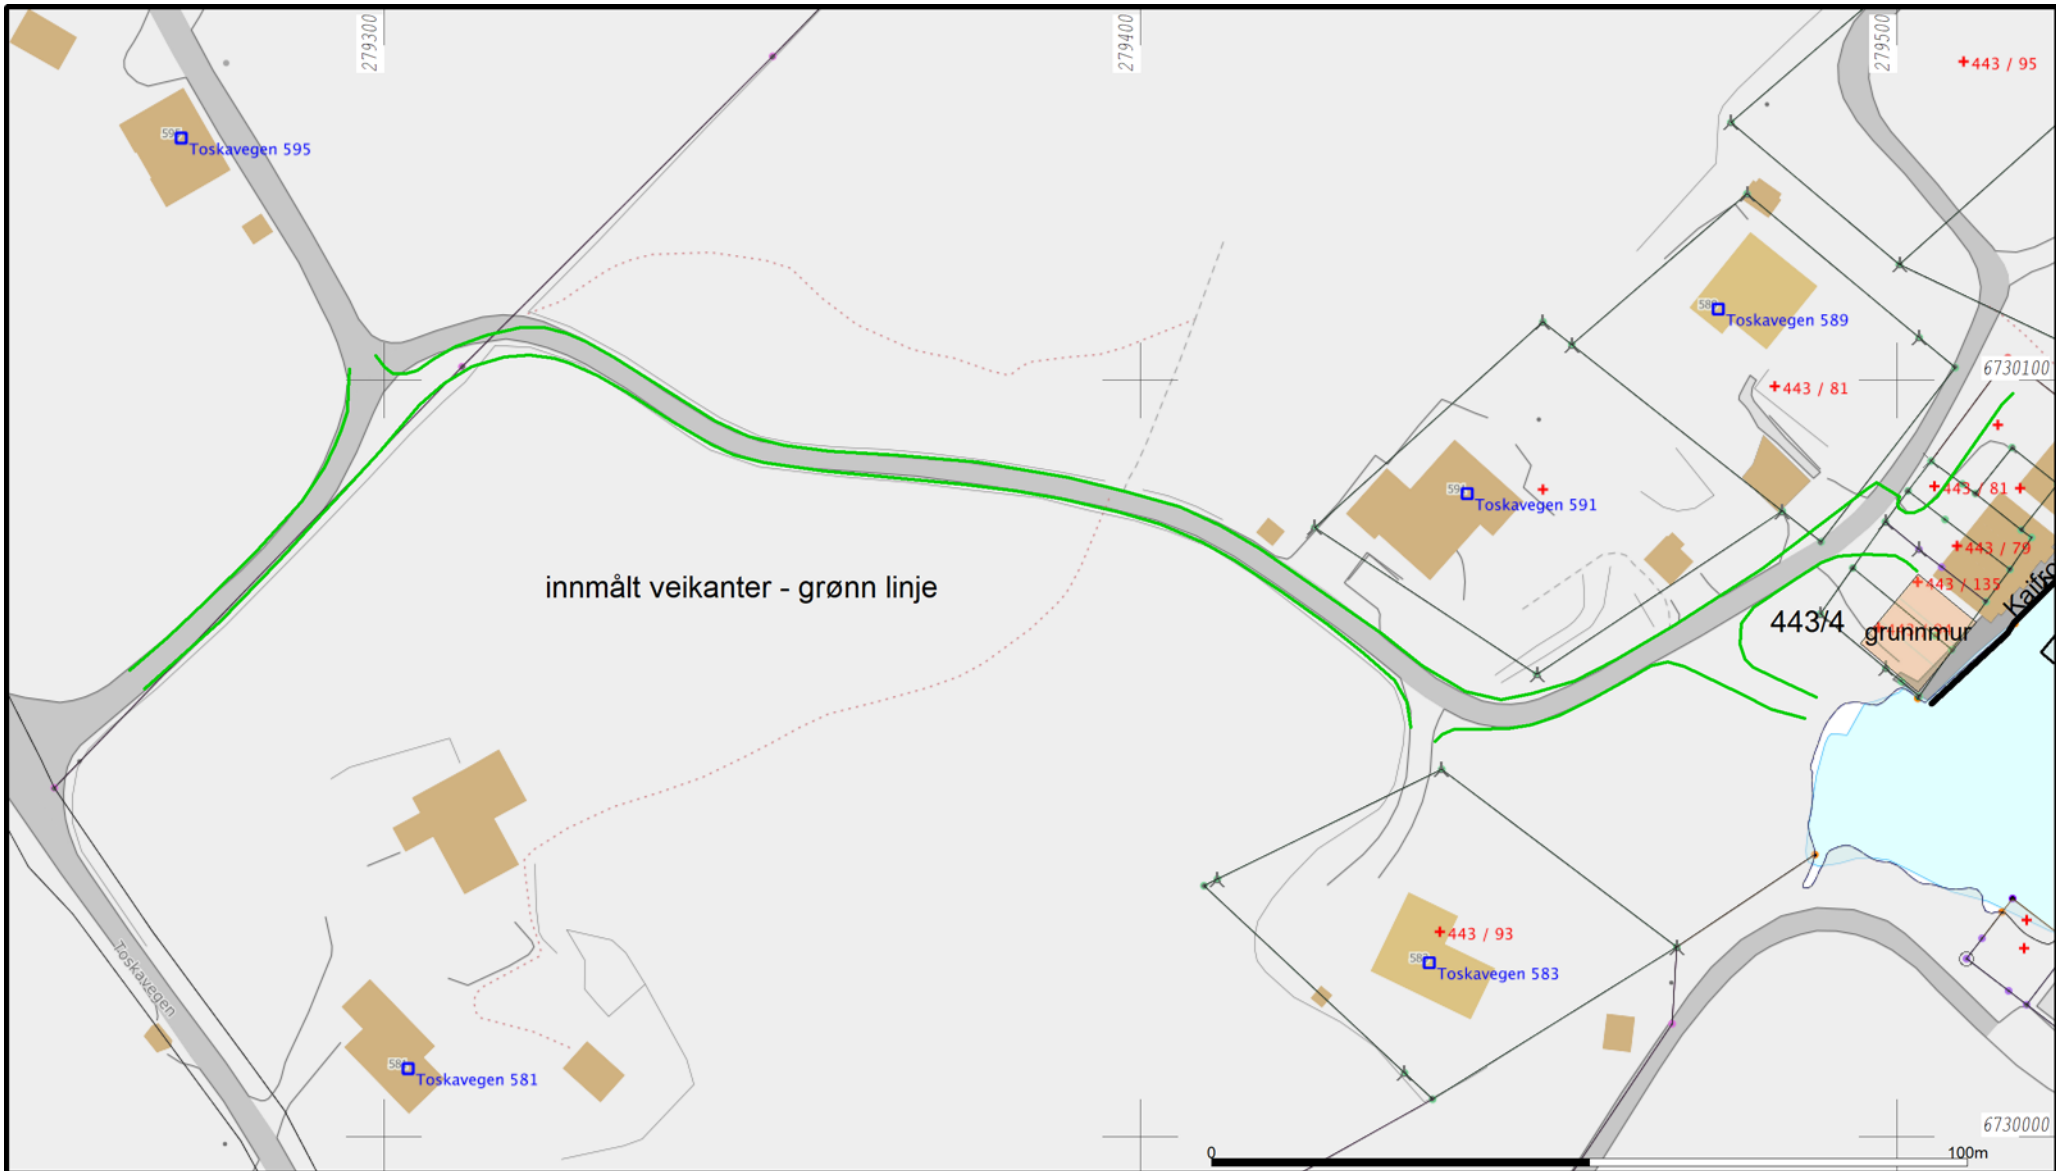 279300
279400
279500
443 / 95
Toskavegen 595
Toskavegen 589
6730100
443 / 81
591
Toskavegen 591
443 / 81
443 / 79
innmålt veikanter - grønn linje
443 / 135
443/4
grunnmur
Toskavegen
443 / 93
Toskavegen 583
Toskavegen 581
6730000
0
100m